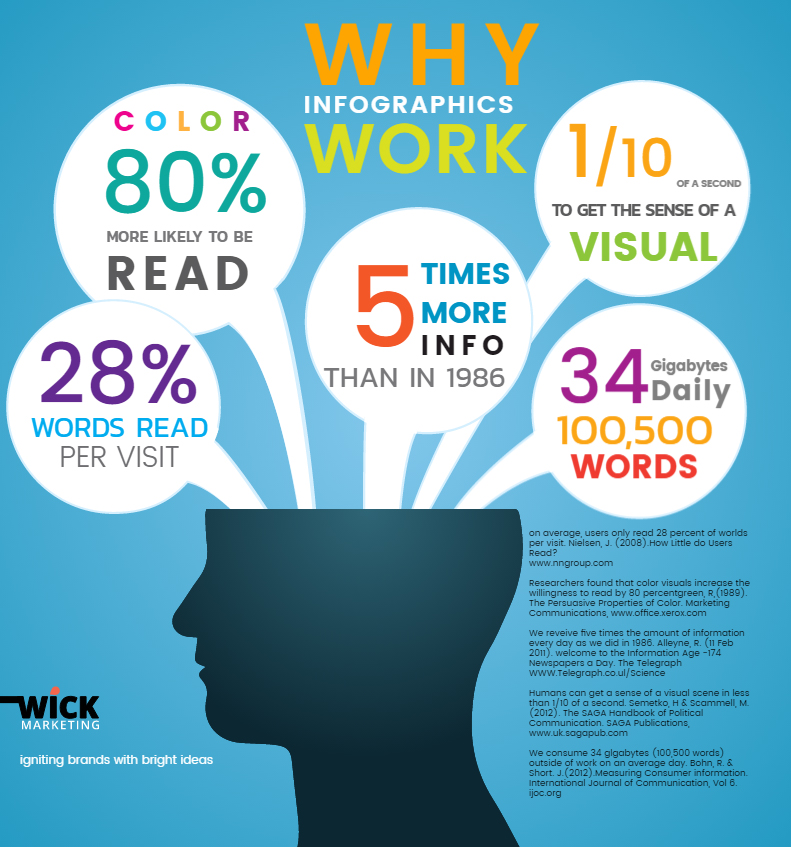 WHY
INFOGRAPHICS
WORK
COLOR
80%
MORE LIKELY TO BE
READ
1/10
OF A SECOND
TO GET THE SENSE OF A
VISUAL
5 TIMES
MORE
INFO
THAN IN 1986
28%
WORDS READ
PER VISIT
34 Gigabytes
Daily
100,500
WORDS
on average, users only read 28 percent of worlds
per visit. Nielsen, J. (2008).How Little do Users
Read?
www.nngroup.com
Researchers found that color visuals increase the
willingness to read by 80 percentgreen, R,(1989).
The Persuasive Properties of Color. Marketing
Communications, www.office.xerox.com
We reveive five times the amount of information
every day as we did in 1986. Alleyne, R. (11 Feb
2011). welcome to the Information Age -174
Newspapers a Day. The Telegraph
WWW.Telegraph.co.ul/Science
Humans can get a sense of a visual scene in less
than 1/10 of a second. Semetko, H & Scammell, M.
(2012). The SAGA Handbook of Political
Communication. SAGA Publications,
www.uk.sagapub.com
We consume 34 glgabytes (100,500 words)
outside of work on an average day. Bohn, R. &
Short. J.(2012).Measuring Consumer information.
International Journal of Communication, Vol 6.
ijoc.org
WICK
MARKETING
igniting brands with bright ideas